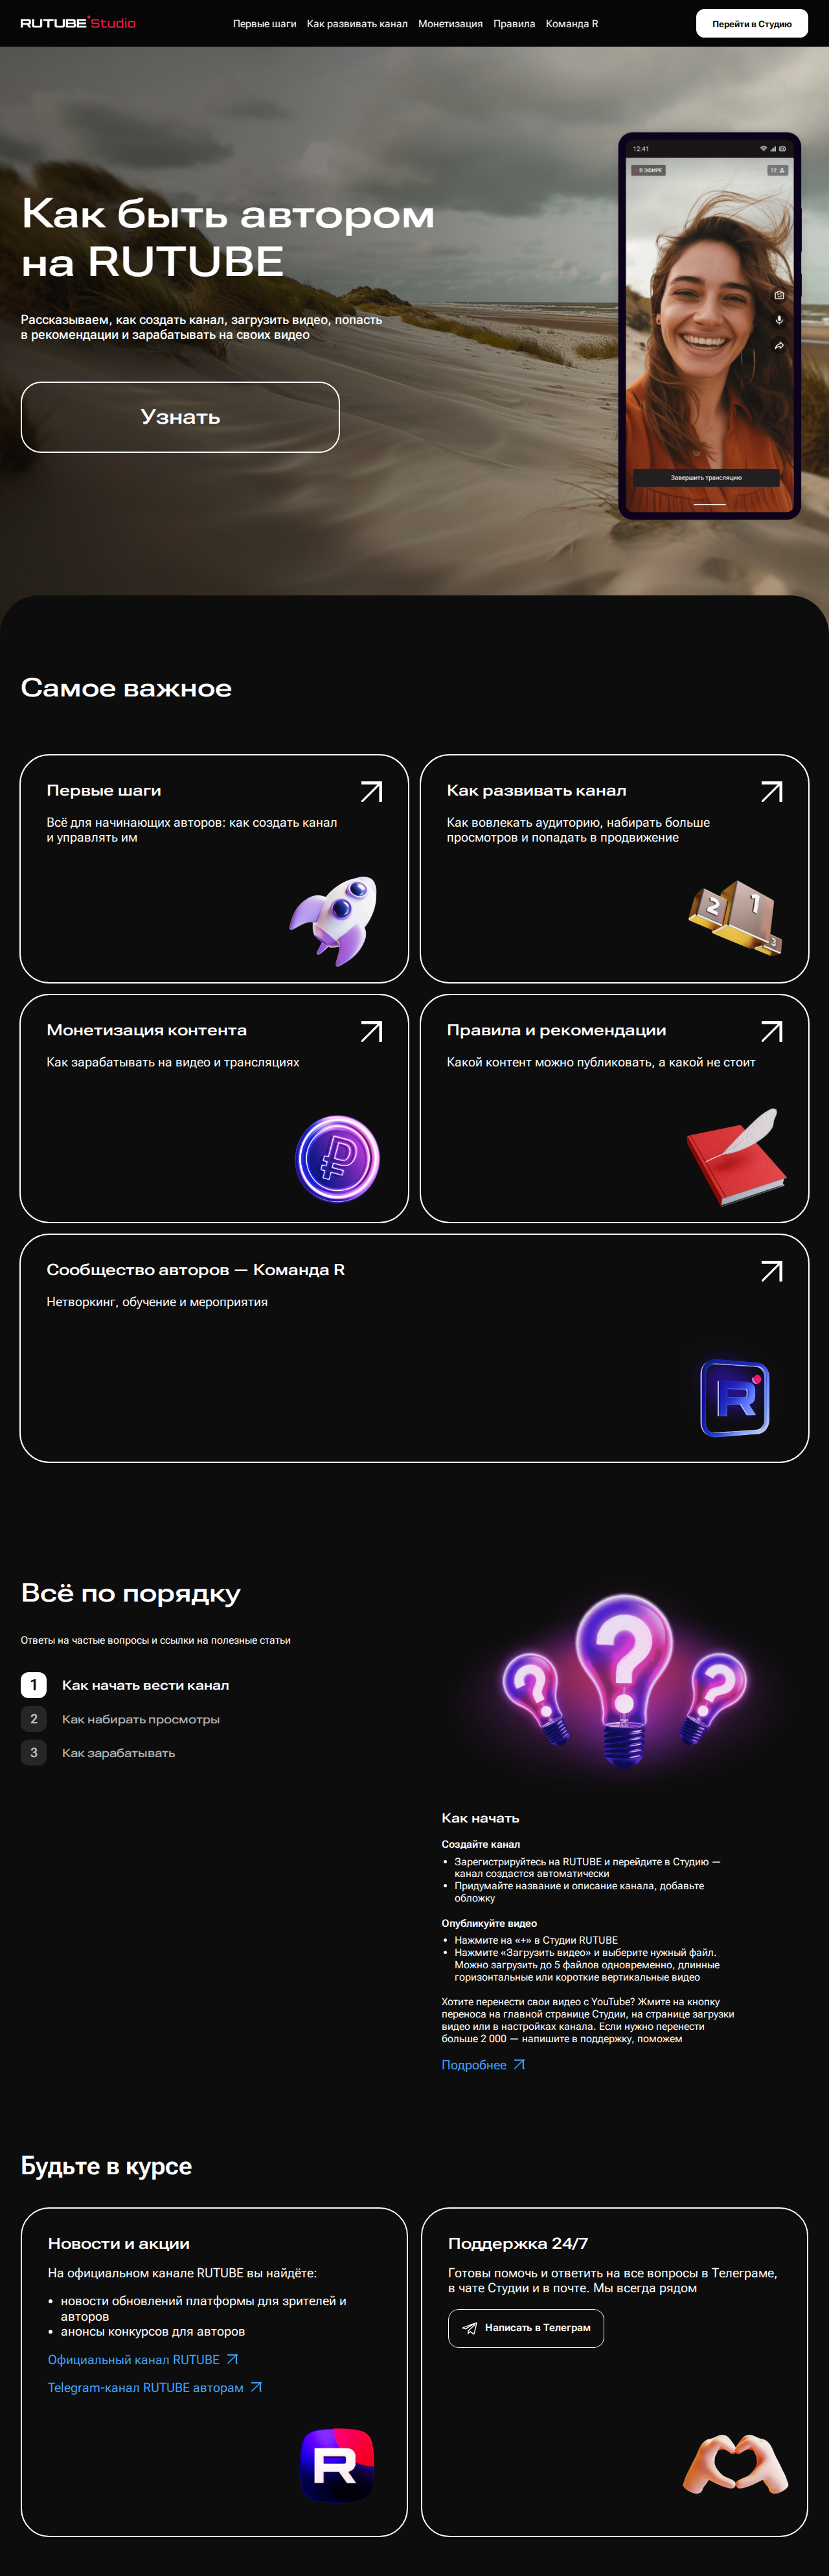 RUTUBE Studio
Первые шаги Как развивать канал Монетизация Правила Команда R
Перейти в Студию
Как быть автором
на RUTUBE
Рассказываем, как создать канал, загрузить видео, попасть
в рекомендации и зарабатывать на своих видео
Узнать
12:41
В ЭФИРЕ
12
Завершить трансляцию
Самое важное
Первые шаги
Всё для начинающих авторов: как создать канал
и управлять им
Как развивать канал
Как вовлекать аудиторию, набирать больше
просмотров и попадать в продвижение
2 1 3
Монетизация контента
Как зарабатывать на видео и трансляциях
₽
Правила и рекомендации
Какой контент можно публиковать, а какой не стоит
Сообщество авторов — Команда R
Нетворкинг, обучение и мероприятия
R
Всё по порядку
Ответы на частые вопросы и ссылки на полезные статьи
1 Как начать вести канал
2 Как набирать просмотры
3 Как зарабатывать
? ? ?
Как начать
Создайте канал
• Зарегистрируйтесь на RUTUBE и перейдите в Студию —
канал создастся автоматически
• Придумайте название и описание канала, добавьте
обложку
Опубликуйте видео
• Нажмите на «+» в Студии RUTUBE
• Нажмите «Загрузить видео» и выберите нужный файл.
Можно загрузить до 5 файлов одновременно, длинные
горизонтальные или короткие вертикальные видео
Хотите перенести свои видео с YouTube? Жмите на кнопку
переноса на главной странице Студии, на странице загрузки
видео или в настройках канала. Если нужно перенести
больше 2 000 — напишите в поддержку, поможем
Подробнее
Будьте в курсе
Новости и акции
На официальном канале RUTUBE вы найдёте:
• новости обновлений платформы для зрителей и
авторов
• анонсы конкурсов для авторов
Официальный канал RUTUBE
Telegram-канал RUTUBE авторам
R
Поддержка 24/7
Готовы помочь и ответить на все вопросы в Телеграме,
в чате Студии и в почте. Мы всегда рядом
Написать в Телеграм